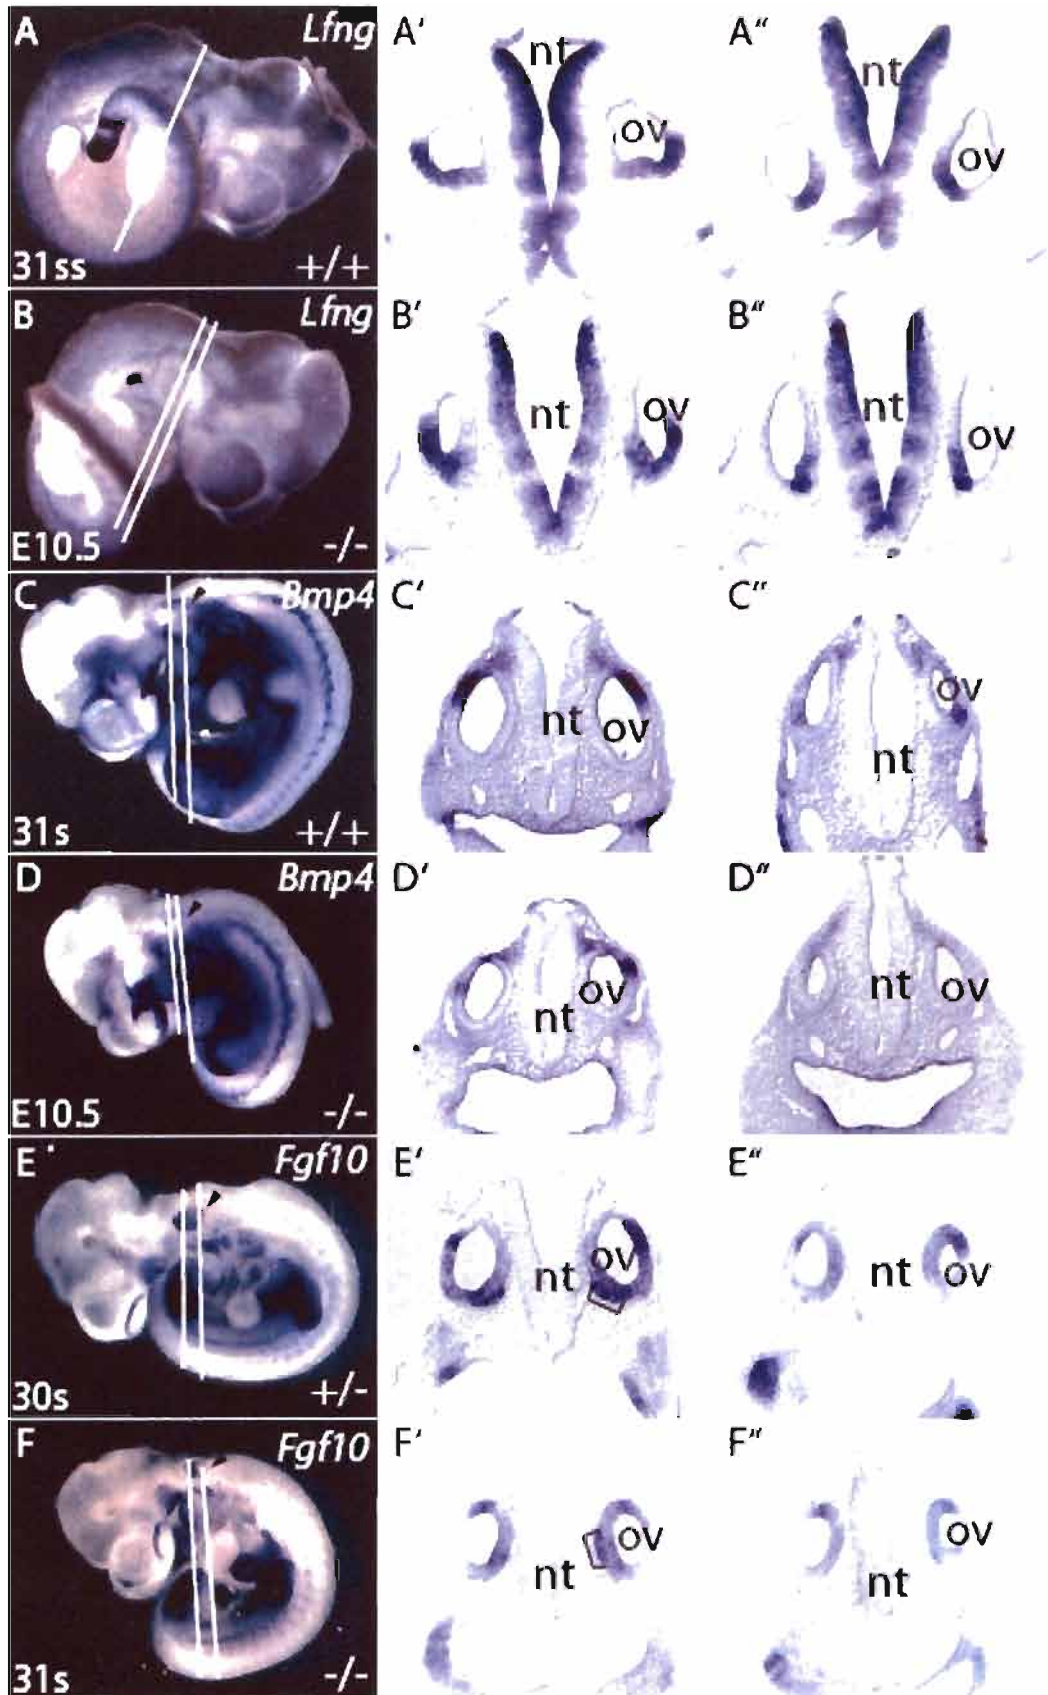 A Lfng A′ A″
nt nt
ov ov
31ss +/+
B Lfng B′ B″
nt ov nt ov
E10.5 -/-
C Bmp4 C′ C″
nt ov ov
nt
31s +/+
D Bmp4 D′ D″
ov nt nt ov
E10.5 -/-
E Fgf10 E′ E″
ov nt nt ov
30s +/-
F Fgf10 F′ F″
ov ov
nt nt
31s -/-